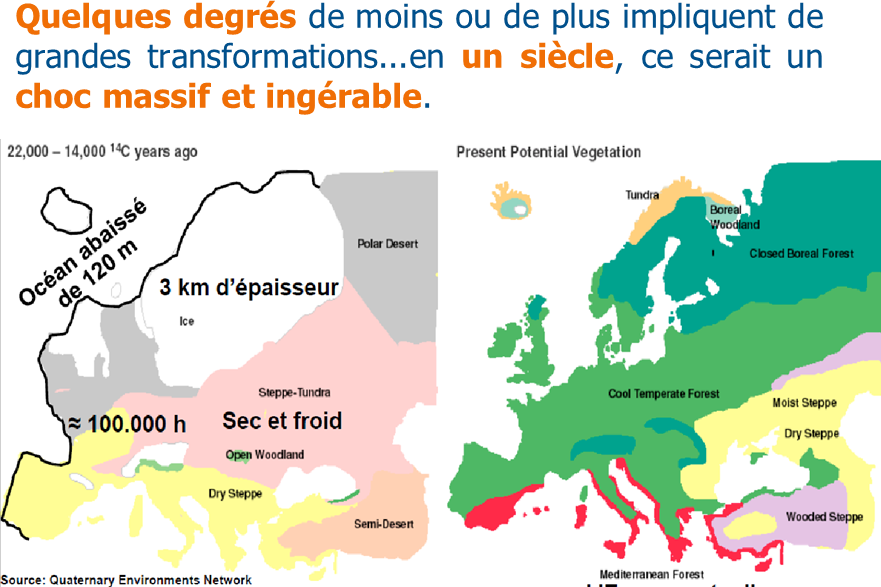 Quelques degrés de moins ou de plus impliquent de
grandes transformations...en un siècle, ce serait un
choc massif et ingérable.
22,000 – 14,000 ¹⁴C years ago
Océan abaissé
de 120 m
Polar Desert
3 km d'épaisseur
Ice
Steppe-Tundra
≈ 100.000 h
Sec et froid
Open Woodland
Dry Steppe
Semi-Desert
Source: Quaternary Environments Network
Present Potential Vegetation
Tundra
Boreal
Woodland
Closed Boreal Forest
Cool Temperate Forest
Moist Steppe
Dry Steppe
Wooded Steppe
Mediterranean Forest